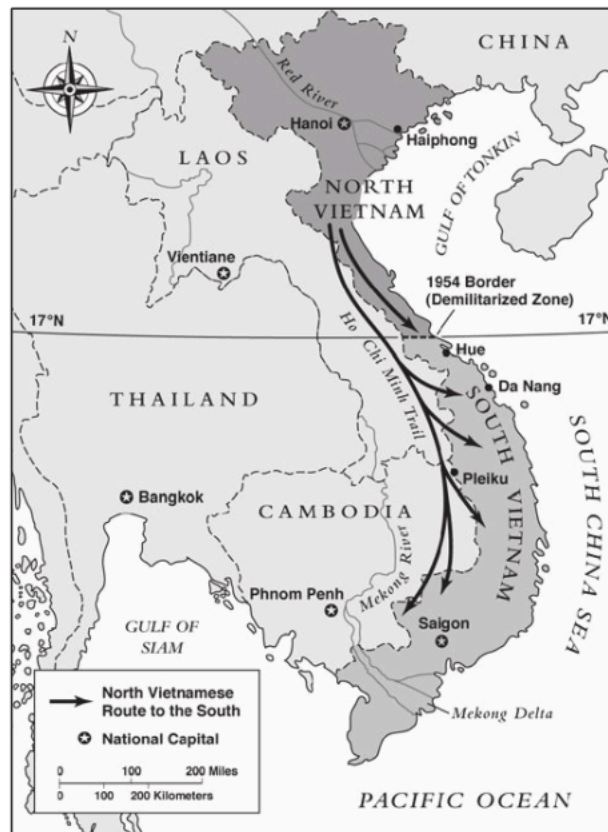 N
CHINA
Red River
Hanoi
Haiphong
LAOS
NORTH
VIETNAM
GULF OF TONKIN
Vientiane
1954 Border
(Demilitarized Zone)
17°N
17°N
Hue
Ho Chi Minh Trail
Da Nang
THAILAND
SOUTH VIETNAM
Pleiku
SOUTH CHINA SEA
Bangkok
CAMBODIA
Mekong River
Phnom Penh
Saigon
GULF OF
SIAM
Mekong Delta
North Vietnamese
Route to the South
National Capital
0 100 200 Miles
0 100 200 Kilometers
PACIFIC OCEAN